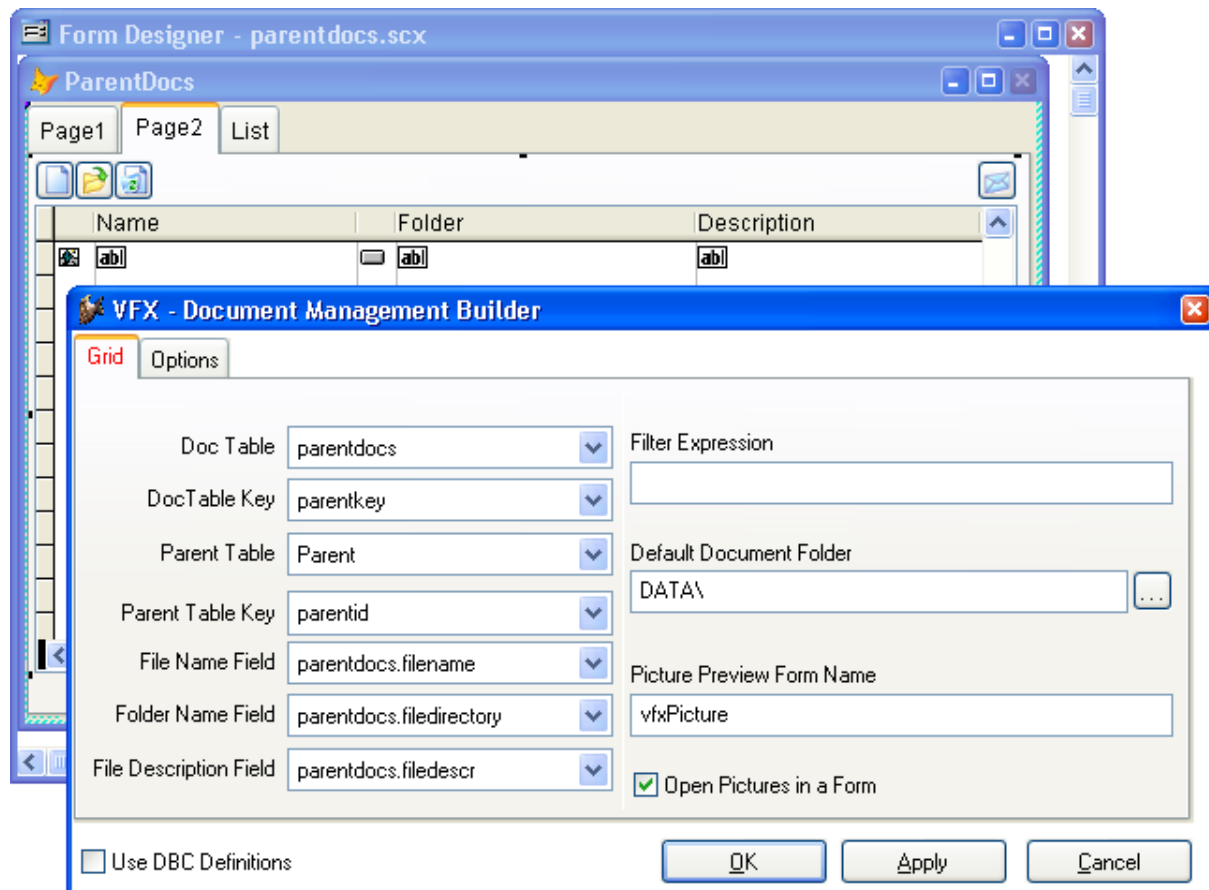 Form Designer - parentdocs.scx
ParentDocs
Page1 Page2 List
Name Folder Description
abl abl abl
VFX - Document Management Builder
Grid Options
Doc Table parentdocs
DocTable Key parentkey
Parent Table Parent
Parent Table Key parentid
File Name Field parentdocs.filename
Folder Name Field parentdocs.filedirectory
File Description Field parentdocs.filedescr
Filter Expression
Default Document Folder
DATA\ ...
Picture Preview Form Name
vfxPicture
Open Pictures in a Form
Use DBC Definitions OK Apply Cancel